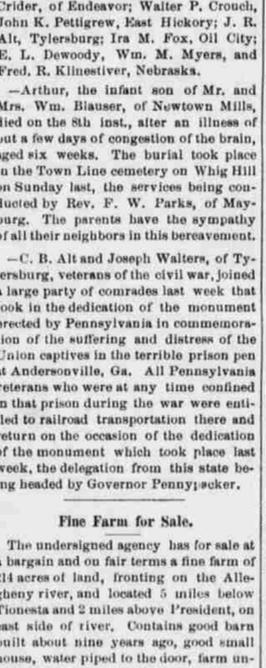 Crider, of Endeavor; Walter P. Crouch,
John K. Pettigrew, East Hickory; J. R.
Alt, Tylersburg; Ira M. Fox, Oil City;
E. L. Dewoody, Wm. M. Myers, and
Fred. R. Klinestiver, Nebraska.
—Arthur, the infant son of Mr. and
Mrs. Wm. Blauser, of Newtown Mills,
died on the 8th inst., after an illness of
but a few days of congestion of the brain,
aged six weeks. The burial took place
in the Town Line cemetery on Whig Hill
on Sunday last, the services being con-
ducted by Rev. F. W. Parks, of May-
burg. The parents have the sympathy
of all their neighbors in this bereavement.
—C. B. Alt and Joseph Walters, of Ty-
ersburg, veterans of the civil war, joined
a large party of comrades last week that
took in the dedication of the monument
erected by Pennsylvania in commemora-
tion of the suffering and distress of the
Union captives in the terrible prison pen
at Andersonville, Ga. All Pennsylvania
veterans who were at any time confined
in that prison during the war were enti-
led to railroad transportation there and
return on the occasion of the dedication
of the monument which took place last
week, the delegation from this state be-
ing headed by Governor Pennypacker.
Fine Farm for Sale.
The undersigned agency has for sale at
a bargain and on fair terms a fine farm of
214 acres of land, fronting on the Alle-
gheny river, and located 5 miles below
Tionesta and 2 miles above President, on
east side of river. Contains good barn
built about nine years ago, good small
house, water piped to the door, farm un-